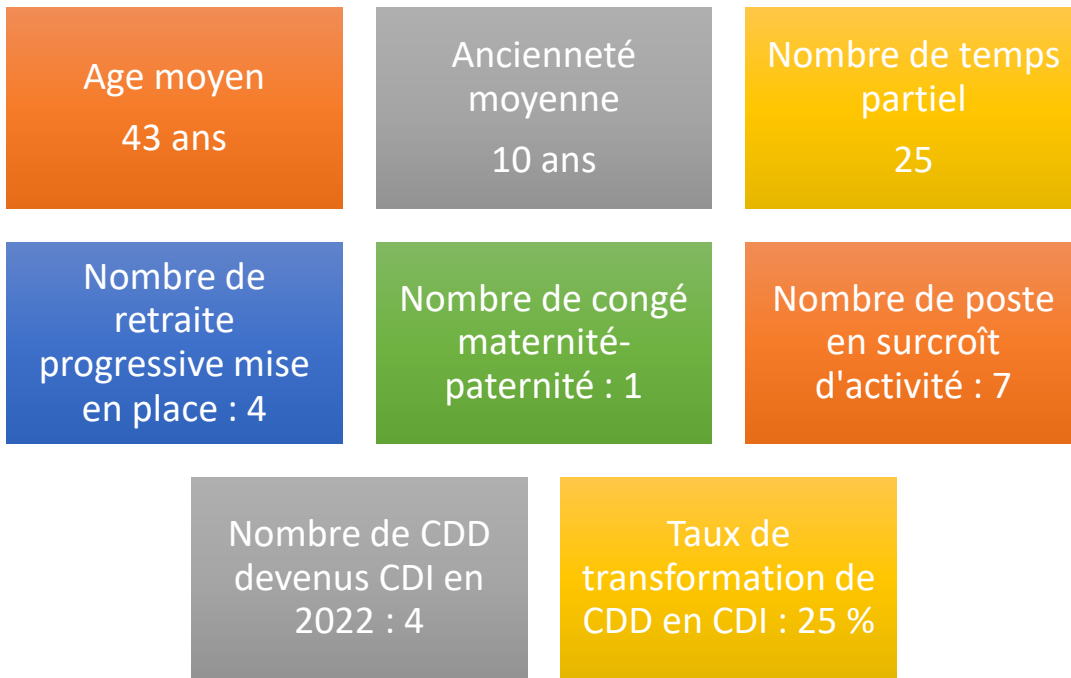 Age moyen
43 ans
Ancienneté
moyenne
10 ans
Nombre de temps
partiel
25
Nombre de
retraite
progressive mise
en place : 4
Nombre de congé
maternité-
paternité : 1
Nombre de poste
en surcroît
d'activité : 7
Nombre de CDD
devenus CDI en
2022 : 4
Taux de
transformation de
CDD en CDI : 25 %